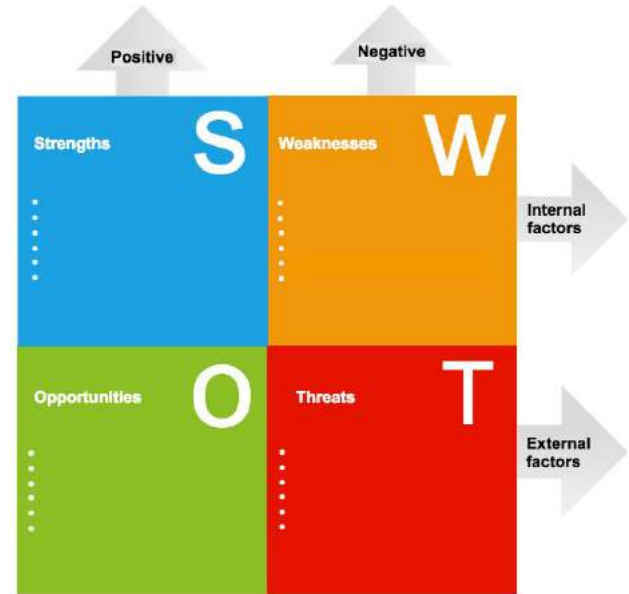 Positive
Negative
Strengths
S
Weaknesses
W
Internal
factors
Opportunities
O
Threats
T
External
factors